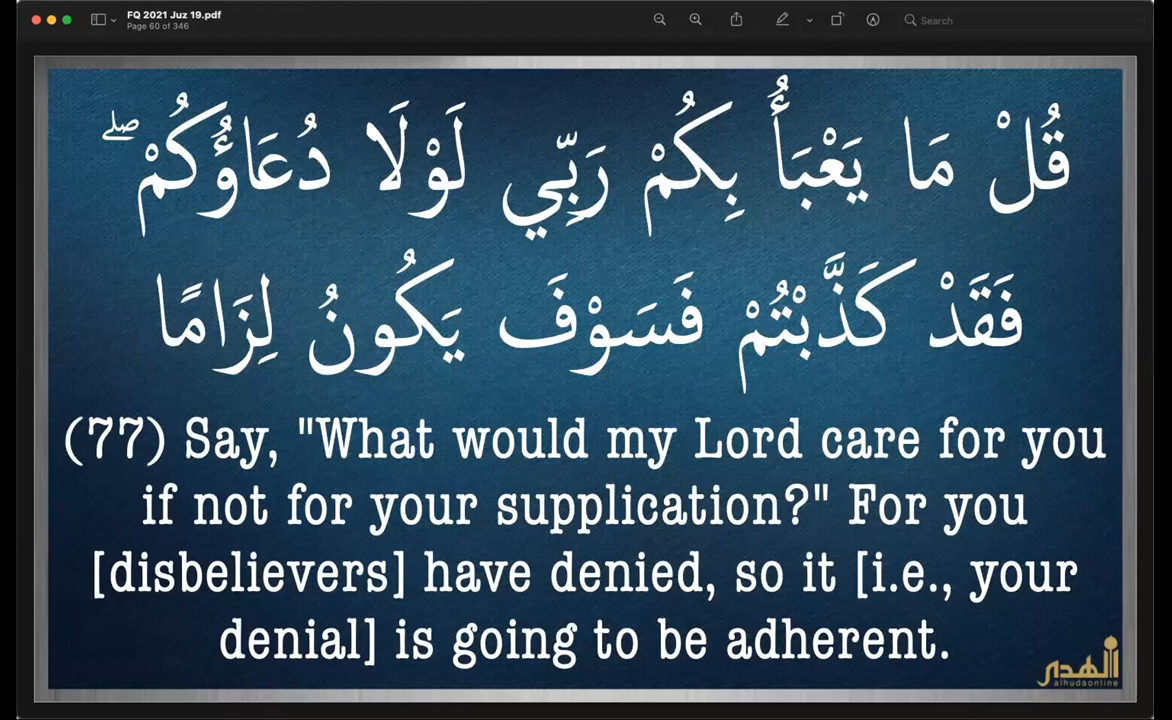 FQ 2021 Juz 19.pdf
Page 60 of 346
Search
قُلْ مَا يَعْبَأُ بِكُمْ رَبِّي لَوْلَا دُعَاؤُكُمْ ۖ
فَقَدْ كَذَّبْتُمْ فَسَوْفَ يَكُونُ لِزَامًا
(77) Say, "What would my Lord care for you
if not for your supplication?" For you
[disbelievers] have denied, so it [i.e., your
denial] is going to be adherent.
الهدى
alhudaonline